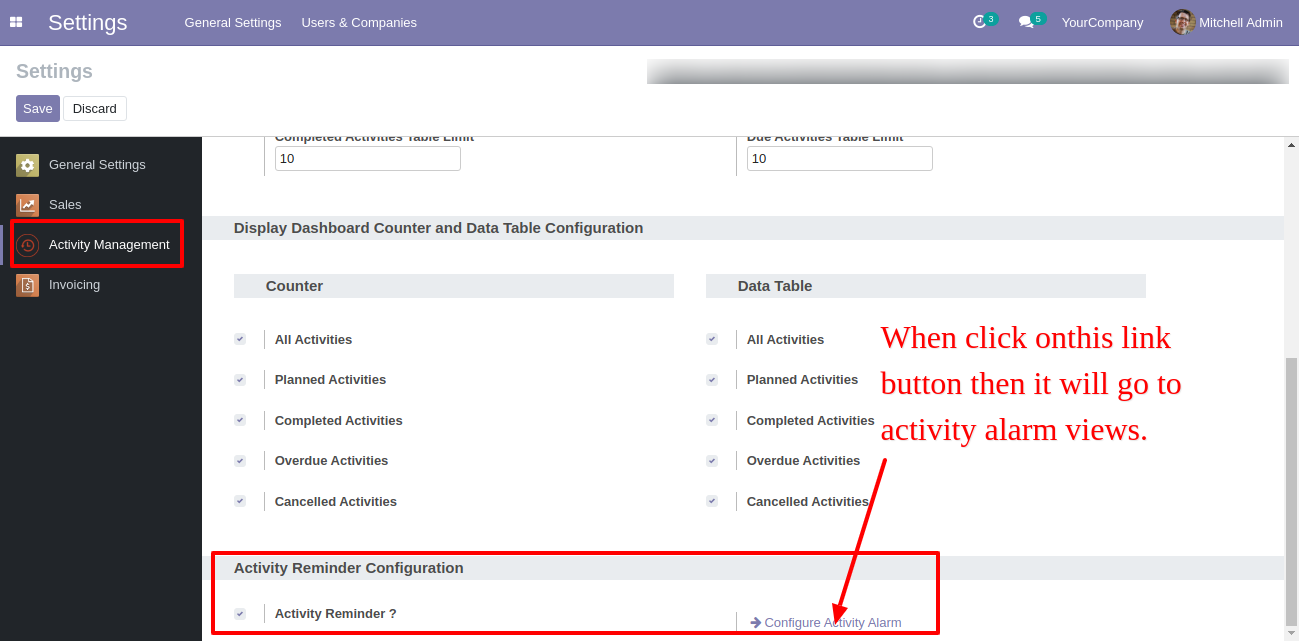 Settings General Settings Users & Companies 3 5 YourCompany Mitchell Admin
Settings
Save Discard
General Settings
Sales
Activity Management
Invoicing
Completed Activities Table Limit Due Activities Table Limit
10 10
Display Dashboard Counter and Data Table Configuration
Counter Data Table
All Activities All Activities
Planned Activities Planned Activities
Completed Activities Completed Activities
Overdue Activities Overdue Activities
Cancelled Activities Cancelled Activities
When click onthis link
button then it will go to
activity alarm views.
Activity Reminder Configuration
Activity Reminder ?
Configure Activity Alarm